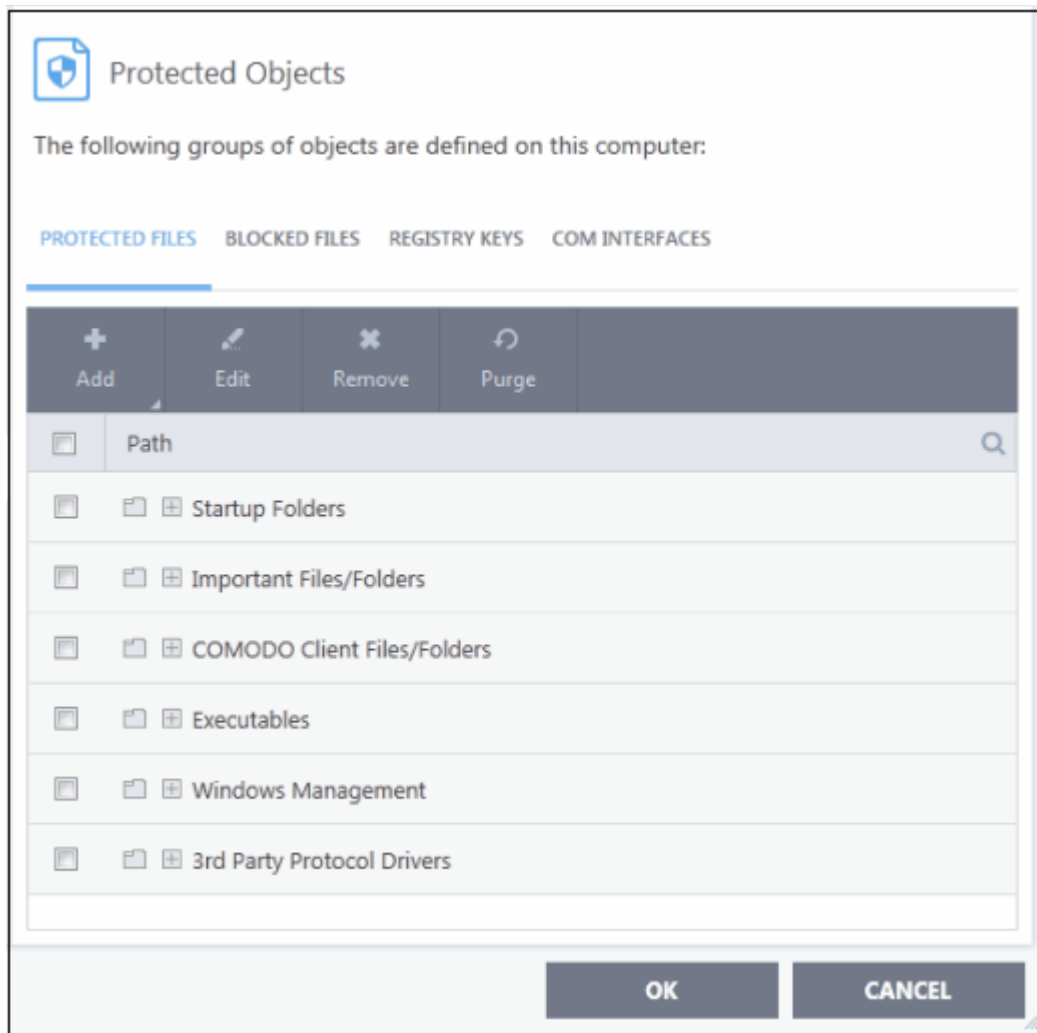 Protected Objects
The following groups of objects are defined on this computer:
PROTECTED FILES BLOCKED FILES REGISTRY KEYS COM INTERFACES
Add Edit Remove Purge
Path
Startup Folders
Important Files/Folders
COMODO Client Files/Folders
Executables
Windows Management
3rd Party Protocol Drivers
OK CANCEL